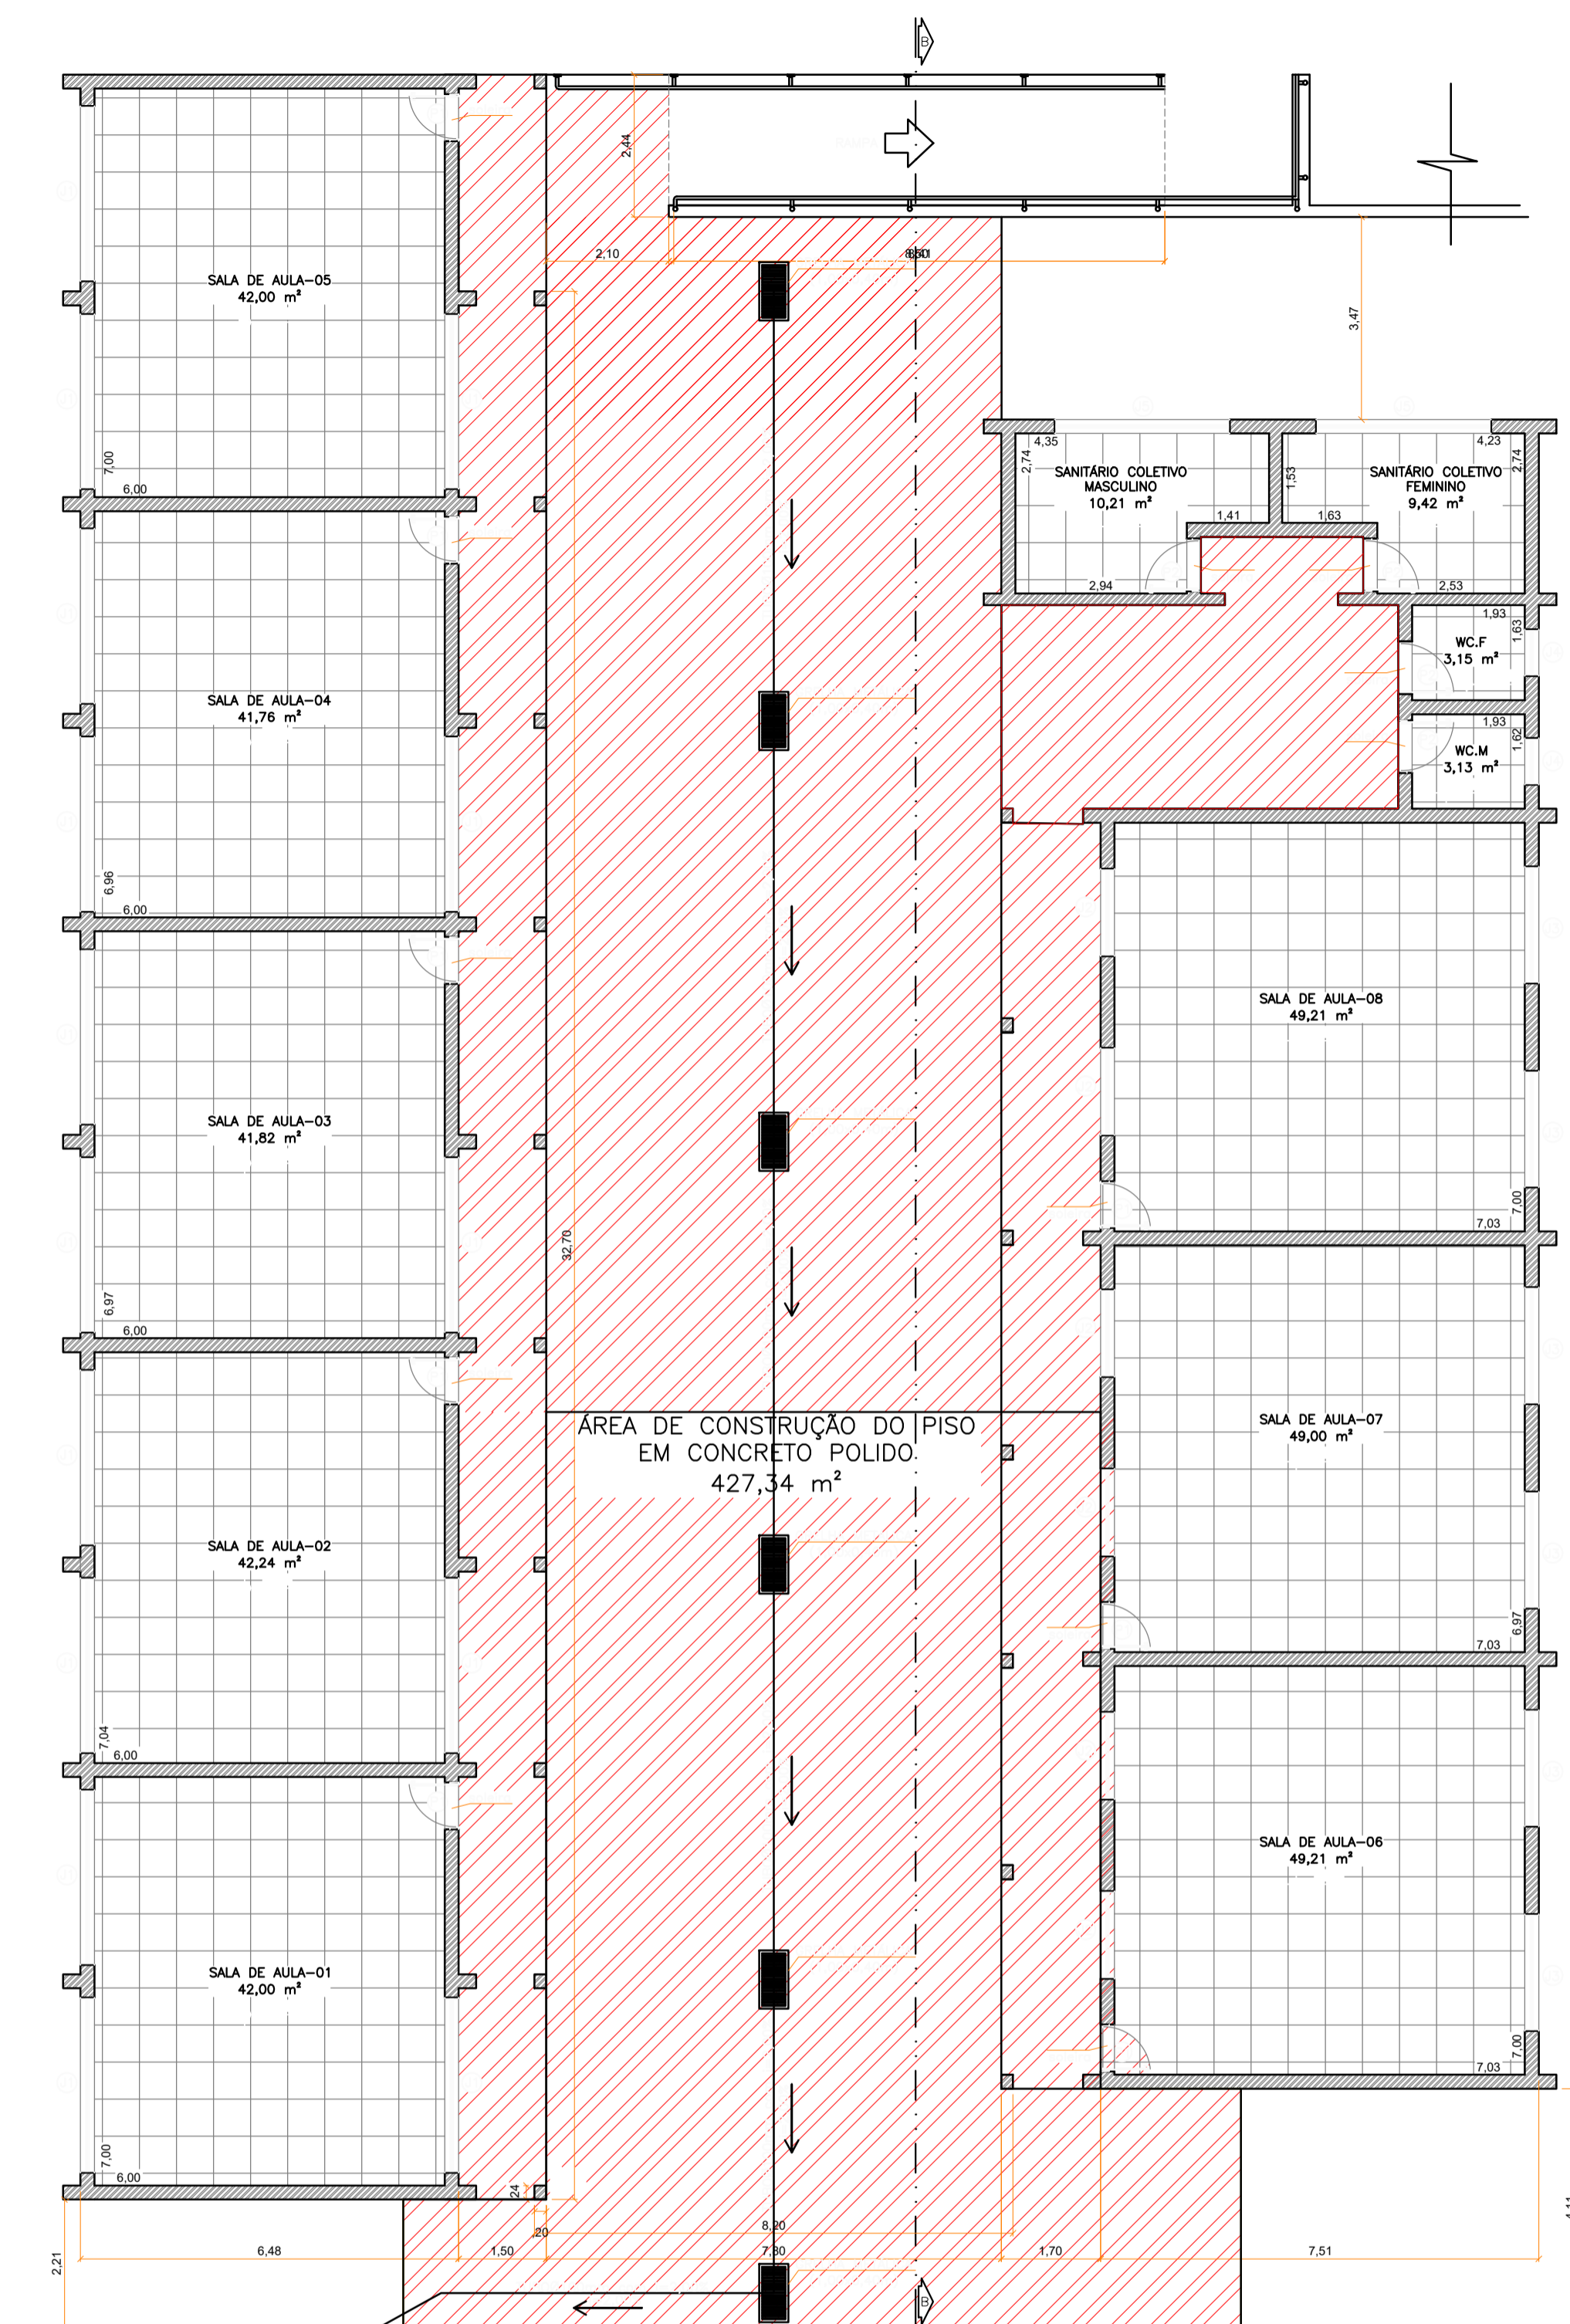 B
2,44
2,10
3,47
SALA DE AULA-05
42,00 m²
7,00
6,00
4,35
2,74
SANITÁRIO COLETIVO
MASCULINO
10,21 m²
1,41
2,94
1,53
4,23
2,74
SANITÁRIO COLETIVO
FEMININO
9,42 m²
1,63
2,53
1,93
1,63
WC.F
3,15 m²
1,93
1,62
WC.M
3,13 m²
SALA DE AULA-04
41,76 m²
6,96
6,00
SALA DE AULA-08
49,21 m²
7,00
7,03
SALA DE AULA-03
41,82 m²
6,97
6,00
32,70
ÁREA DE CONSTRUÇÃO DO PISO
EM CONCRETO POLIDO
427,34 m²
SALA DE AULA-07
49,00 m²
6,97
7,03
SALA DE AULA-02
42,24 m²
7,04
6,00
SALA DE AULA-06
49,21 m²
7,00
7,03
SALA DE AULA-01
42,00 m²
7,00
6,00
24
20
8,20
2,21
6,48
1,50
7,80
1,70
7,51
B